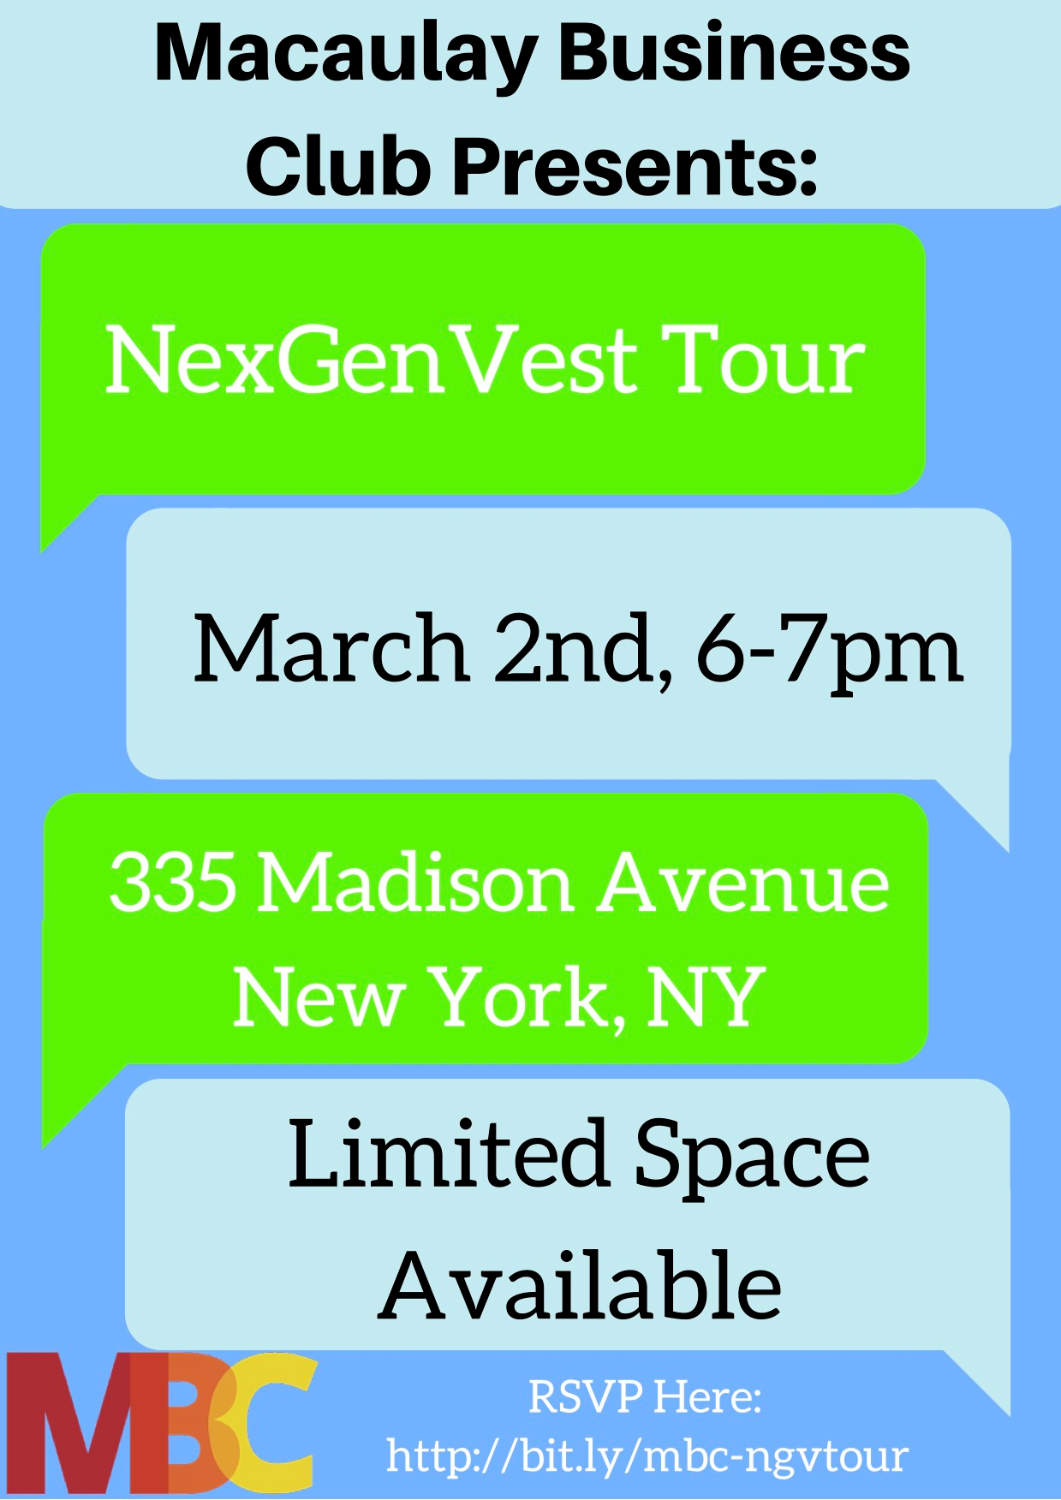 Macaulay Business
Club Presents:
NexGenVest Tour
March 2nd, 6-7pm
335 Madison Avenue
New York, NY
Limited Space
Available
MBC
RSVP Here:
http://bit.ly/mbc-ngvtour